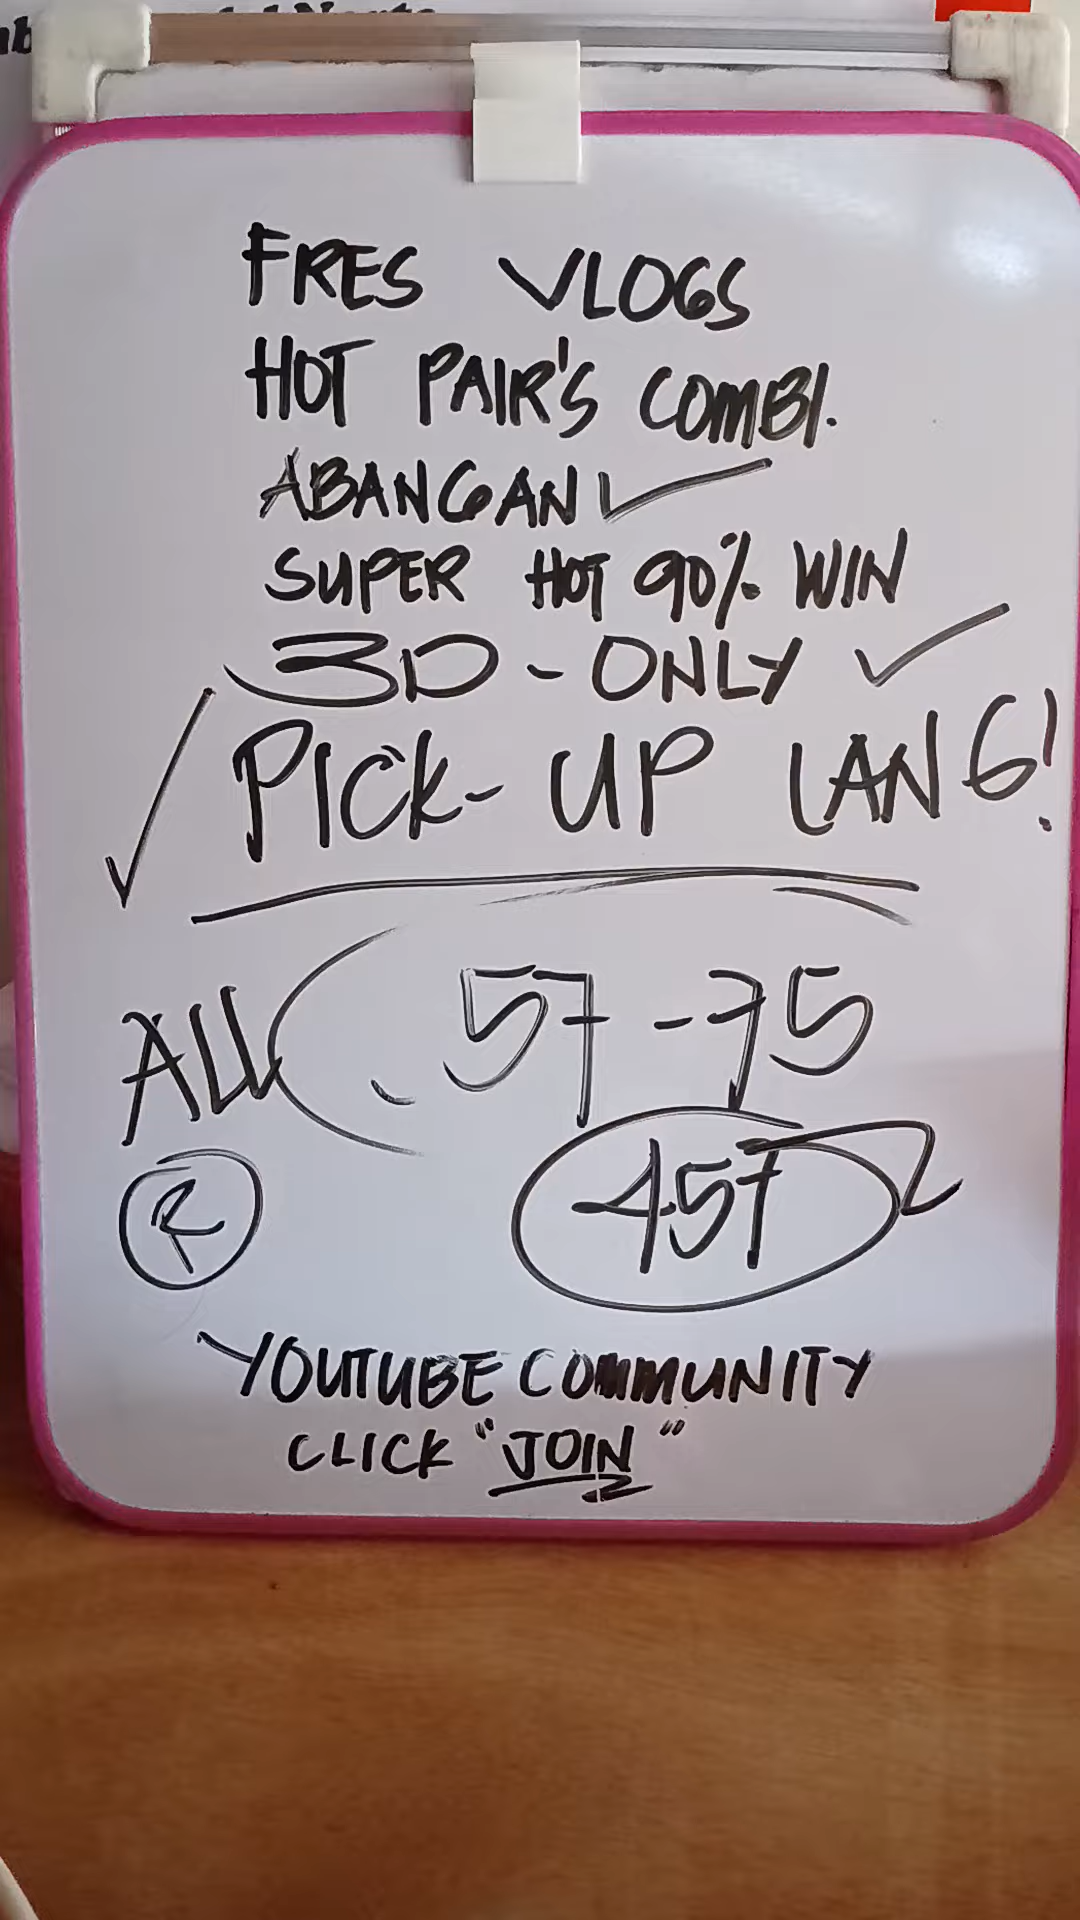 FRES VLOGS
HOT PAIR'S COMBI.
ABANGAN
SUPER HOT 90% WIN
3D - ONLY
PICK-UP LANG!
ALL 57-75
R 457
YOUTUBE COMMUNITY
CLICK "JOIN"